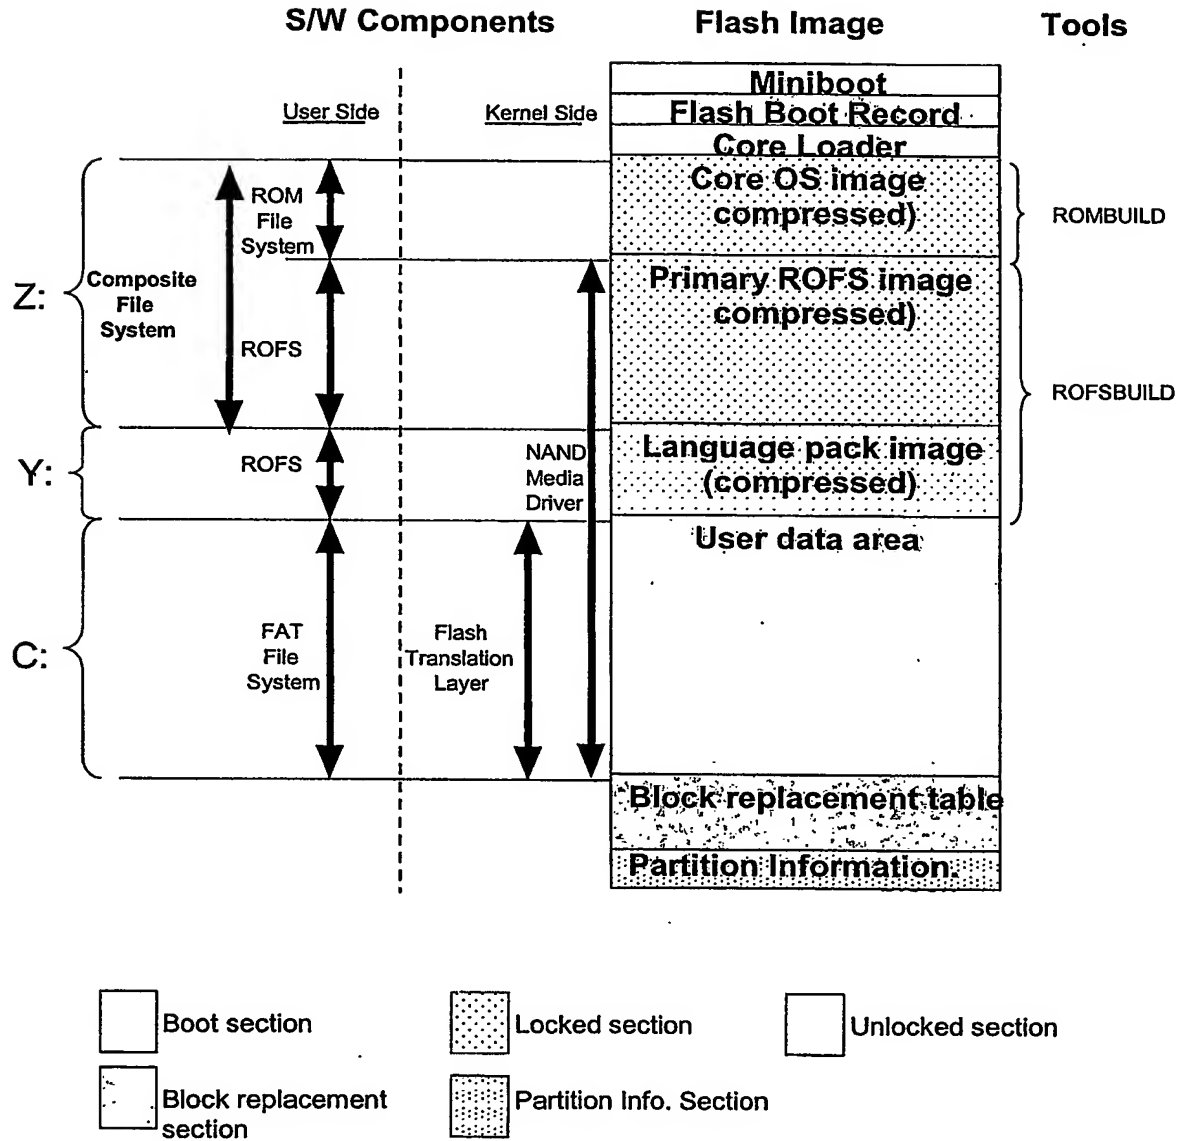 S/W Components
Flash Image
Tools
User Side
Kernel Side
Miniboot
Flash Boot Record
Core Loader
Core OS image
compressed)
Primary ROFS image
compressed)
Language pack image
(compressed)
User data area
Block replacement table
Partition Information.
Z:
Composite
File
System
ROM
File
System
ROFS
Y:
ROFS
NAND
Media
Driver
C:
FAT
File
System
Flash
Translation
Layer
ROMBUILD
ROFSBUILD
Boot section
Locked section
Unlocked section
Block replacement
section
Partition Info. Section